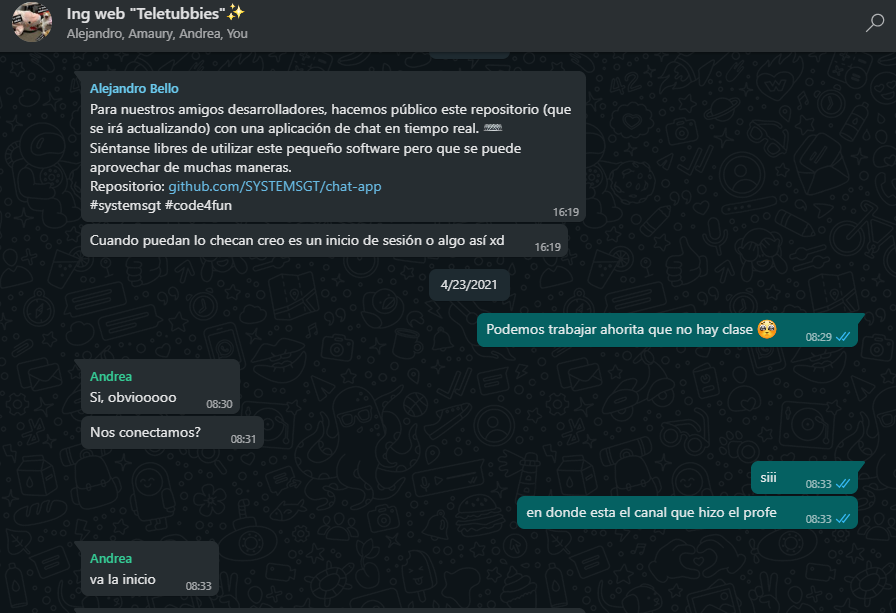 Ing web "Teletubbies"✨
Alejandro, Amaury, Andrea, You
Alejandro Bello
Para nuestros amigos desarrolladores, hacemos público este repositorio (que
se irá actualizando) con una aplicación de chat en tiempo real. ⌨
Siéntanse libres de utilizar este pequeño software pero que se puede
aprovechar de muchas maneras.
Repositorio: github.com/SYSTEMSGT/chat-app
#systemsgt #code4fun
16:19
Cuando puedan lo checan creo es un inicio de sesión o algo así xd 16:19
4/23/2021
Podemos trabajar ahorita que no hay clase 🥺 08:29
Andrea
Si, obviooooo 08:30
Nos conectamos? 08:31
siii 08:33
en donde esta el canal que hizo el profe 08:33
Andrea
va la inicio 08:33